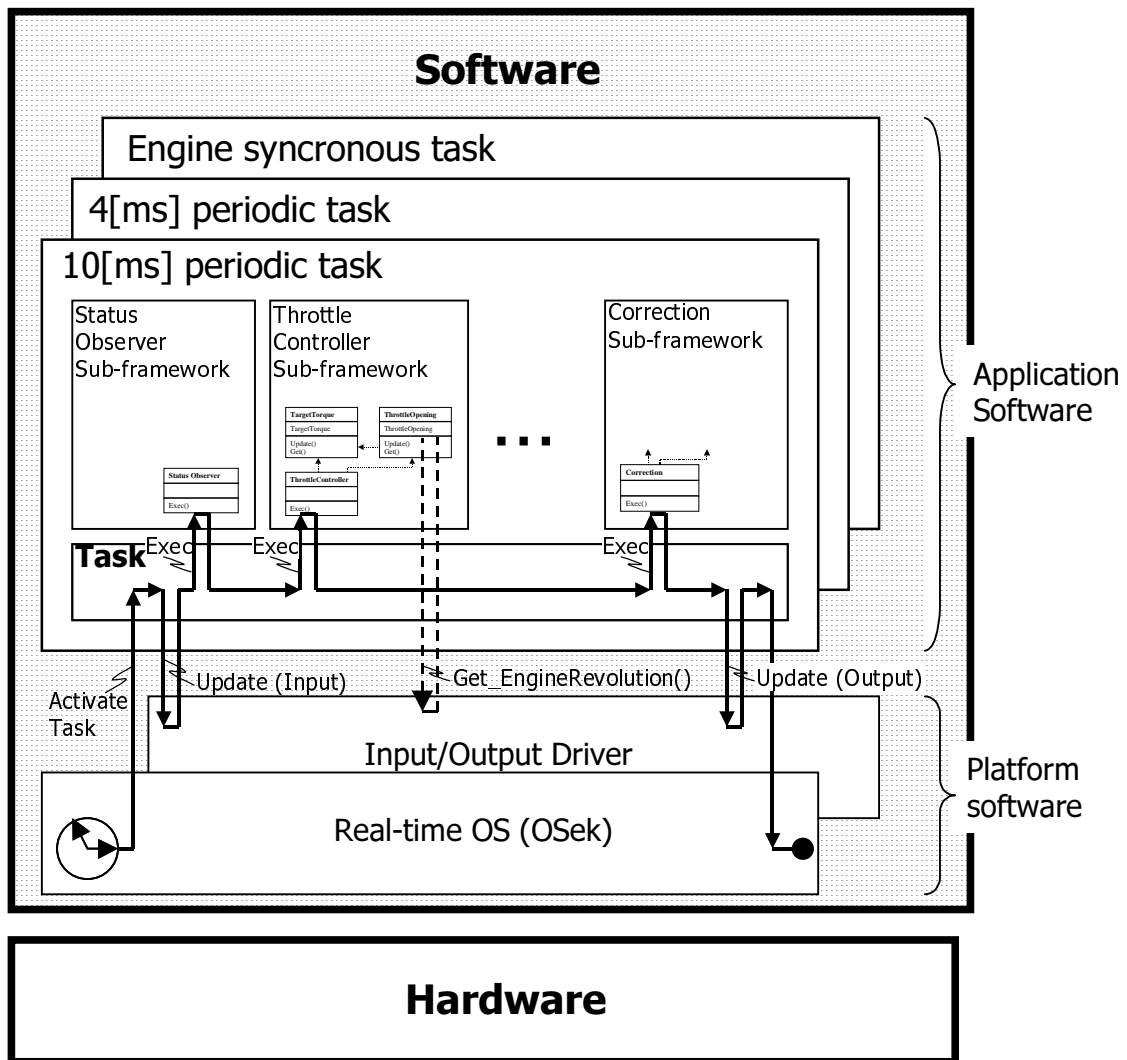 Software
Engine syncronous task
4[ms] periodic task
10[ms] periodic task
Status
Observer
Sub-framework
Throttle
Controller
Sub-framework
Correction
Sub-framework
TargetTorque
TargetTorque
Update()
Get()
ThrottleOpening
ThrottleOpening
Update()
Get()
...
Status Observer
Exec()
ThrottleController
Exec()
Correction
Exec()
Task
Exec
Exec
Exec
Application
Software
Activate
Task
Update (Input)
Get_EngineRevolution()
Update (Output)
Input/Output Driver
Real-time OS (OSek)
Platform
software
Hardware